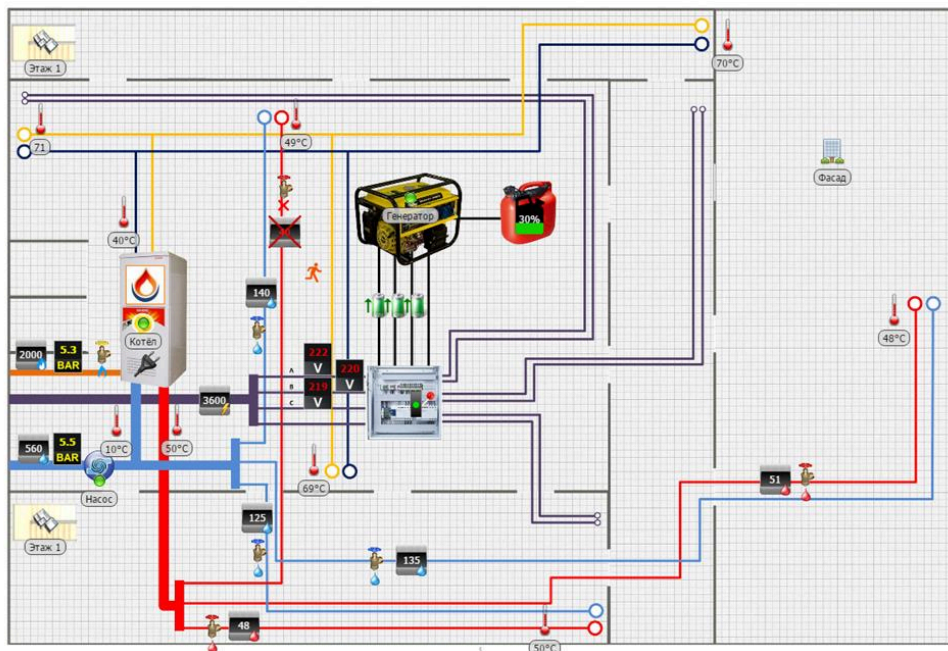 Этаж 1
70°C
71
49°C
Генератор
30%
Фасад
40°C
40
140
Котёл
2000
5.3
BAR
222
V
220
V
219
V
A
B
C
3600
48°C
10°C
50°C
560
5.5
BAR
Насос
69°C
51
Этаж 1
125
135
48
50°C